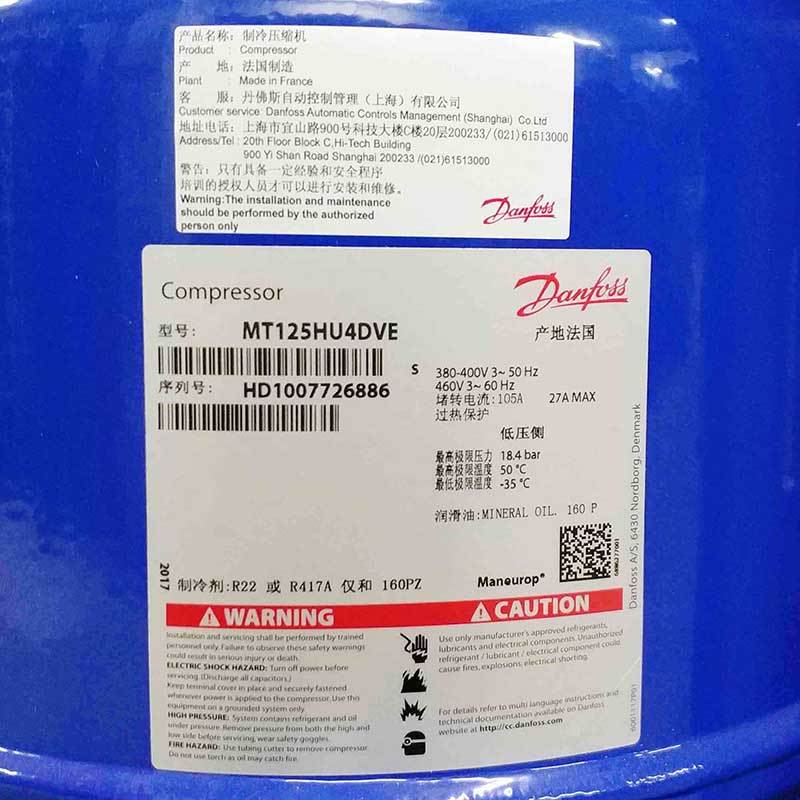 产品名称: 制冷压缩机
Product : Compressor
产 地: 法国制造
Plant : Made in France
客 服: 丹佛斯自动控制管理（上海）有限公司
Customer service: Danfoss Automatic Controls Management (Shanghai) Co.Ltd
地址电话: 上海市宜山路900号科技大楼C楼20层200233/(021)61513000
Address/Tel : 20th Floor Block C,Hi-Tech Building
900 Yi Shan Road Shanghai 200233 /(021)61513000
警告: 只有具备一定经验和安全程序
培训的授权人员才可以进行安装和维修。
Warning:The installation and maintenance
should be performed by the authorized
person only
Danfoss
Compressor
Danfoss
型号: MT125HU4DVE
产地法国
序列号: HD1007726886
S 380-400V 3~ 50 Hz
460V 3~ 60 Hz
堵转电流:105A 27A MAX
过热保护
低压侧
最高极限压力 18.4 bar
最高极限温度 50 °C
最低极限温度 -35 °C
润滑油:MINERAL OIL. 160 P
2017
制冷剂:R22 或 R417A 仅和 160PZ
Maneurop®
Danfoss A/S, 6430 Nordborg, Denmark
WARNING
Installation and servicing shall be performed by trained
personnel only. Failure to observe these safety warnings
could result in serious injury or death.
ELECTRIC SHOCK HAZARD: Turn off power before
servicing. (Discharge all capacitors.)
Keep terminal cover in place and securely fastened
whenever power is applied to the compressor. Use this
equipment on a grounded system only.
HIGH PRESSURE: System contains refrigerant and oil
under pressure. Remove pressure from both the high and
low side before servicing, wear safety goggles.
FIRE HAZARD: Use tubing cutter to remove compressor.
Do not use torch as oil may catch fire.
CAUTION
Use only manufacturer's approved refrigerants,
lubricants and electrical components. Unauthorized
refrigerant / lubricant / electrical component could
cause fires, explosions, electrical shorting.
For details refer to multi language instructions and
technical documentation available on Danfoss
website at http://cc.danfoss.com